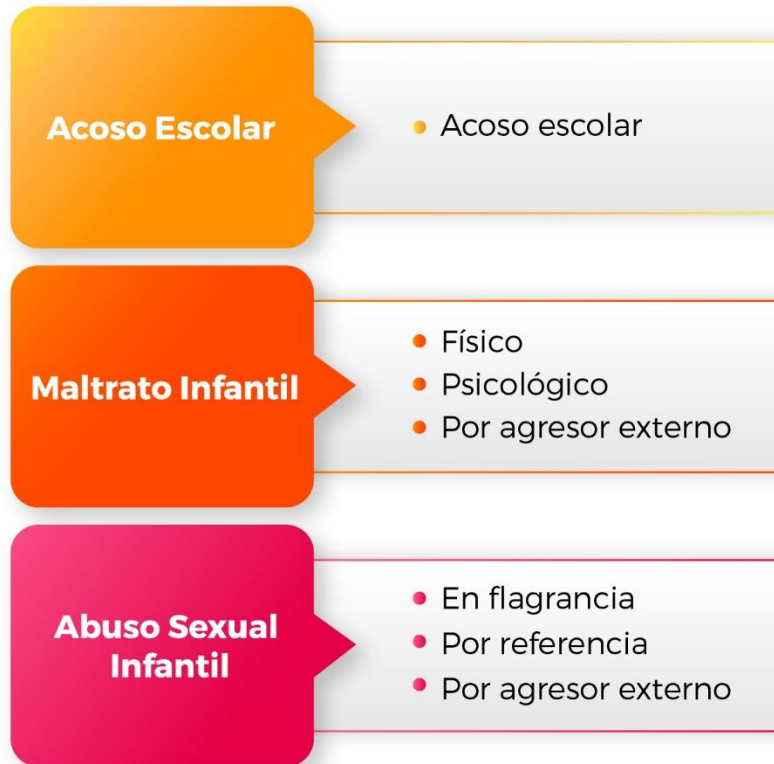 Acoso Escolar
Acoso escolar
Maltrato Infantil
Físico
Psicológico
Por agresor externo
Abuso Sexual
Infantil
En flagrancia
Por referencia
Por agresor externo